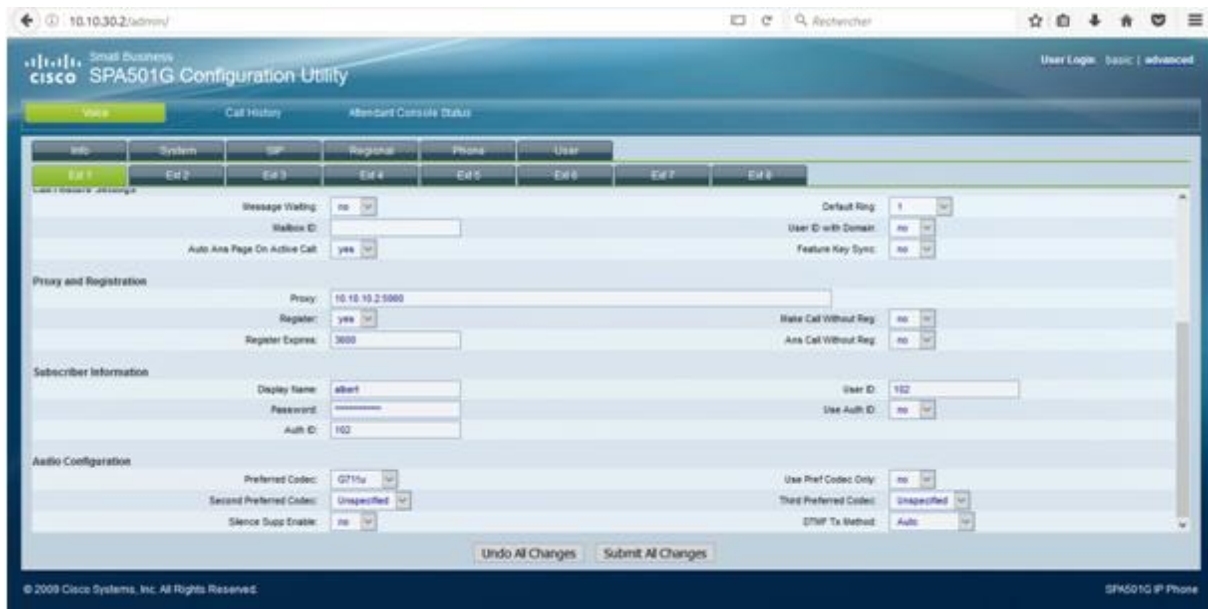 10.10.30.2/admin/
Rechercher
Small Business
cisco SPA501G Configuration Utility
User Login basic | advanced
Voice Call History Attendant Console Status
Info System SIP Regional Phone User
Ext 1 Ext 2 Ext 3 Ext 4 Ext 5 Ext 6 Ext 7 Ext 8
Call Feature Settings
Message Waiting: no Default Ring: 1
Mailbox ID: User ID with Domain: no
Auto Ans Page On Active Call: yes Feature Key Sync: no
Proxy and Registration
Proxy: 10.10.10.2:5060
Register: yes Make Call Without Reg: no
Register Expires: 3600 Ans Call Without Reg: no
Subscriber Information
Display Name: albert User ID: 102
Password: Use Auth ID: no
Auth ID: 102
Audio Configuration
Preferred Codec: G711u Use Pref Codec Only: no
Second Preferred Codec: Unspecified Third Preferred Codec: Unspecified
Silence Supp Enable: no DTMF Tx Method: Auto
Undo All Changes Submit All Changes
© 2009 Cisco Systems, Inc. All Rights Reserved. SPA501G IP Phone